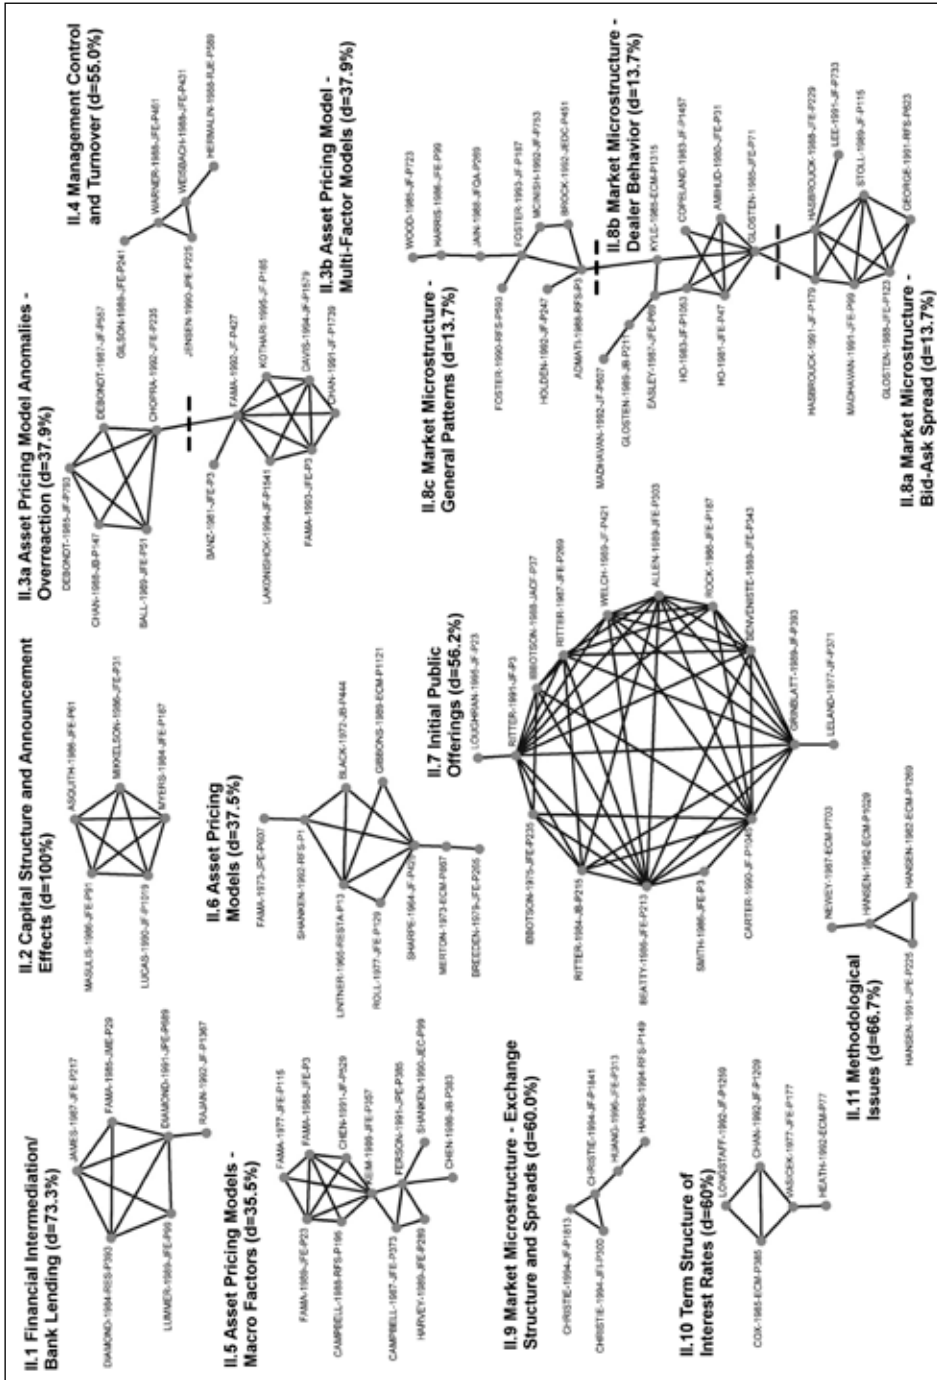 II.1 Financial Intermediation/
Bank Lending (d=73.3%)
JAMES-1987-JFE-P217
FAMA-1985-JME-P29
DIAMOND-1984-RES-P393
DIAMOND-1991-JPE-P689
LUMMER-1989-JFE-P99
RAJAN-1992-JF-P1367
II.2 Capital Structure and Announcement
Effects (d=100%)
ASQUITH-1986-JFE-P61
MASULIS-1986-JFE-P91
MIKKELSON-1986-JFE-P31
LUCAS-1990-JF-P1019
MYERS-1984-JFE-P187
II.3a Asset Pricing Model Anomalies -
Overreaction (d=37.9%)
DEBONDT-1985-JF-P793
DEBONDT-1987-JF-P557
CHAN-1988-JB-P147
CHOPRA-1992-JFE-P235
BALL-1989-JFE-P51
BANZ-1981-JFE-P3
FAMA-1992-JF-P427
LAKONISHOK-1994-JF-P1541
KOTHARI-1995-JF-P185
DAVIS-1994-JF-P1579
FAMA-1993-JFE-P3
CHAN-1991-JF-P1739
II.3b Asset Pricing Model -
Multi-Factor Models (d=37.9%)
II.4 Management Control
and Turnover (d=55.0%)
GILSON-1989-JFE-P241
WARNER-1988-JFE-P461
WEISBACH-1988-JFE-P431
JENSEN-1990-JPE-P225
HERMALIN-1988-RJE-P589
II.5 Asset Pricing Models -
Macro Factors (d=35.5%)
FAMA-1977-JFE-P115
FAMA-1988-JFE-P3
FAMA-1989-JFE-P23
CHEN-1991-JF-P529
CAMPBELL-1988-RFS-P195
KEIM-1986-JFE-P357
FERSON-1991-JPE-P385
CAMPBELL-1987-JFE-P373
SHANKEN-1990-JEC-P99
HARVEY-1989-JFE-P289
CHEN-1986-JB-P383
II.6 Asset Pricing
Models (d=37.5%)
FAMA-1973-JPE-P607
SHANKEN-1992-RFS-P1
BLACK-1972-JB-P444
LINTNER-1965-RESTA-P13
GIBBONS-1989-ECM-P1121
ROLL-1977-JFE-P129
SHARPE-1964-JF-P425
MERTON-1973-ECM-P867
BREEDEN-1979-JFE-P265
II.7 Initial Public
Offerings (d=56.2%)
LOUGHRAN-1995-JF-P23
RITTER-1991-JF-P3
IBBOTSON-1988-JACF-P37
IBBOTSON-1975-JFE-P235
RITTER-1987-JFE-P269
RITTER-1984-JB-P215
WELCH-1989-JF-P421
BEATTY-1986-JFE-P213
ALLEN-1989-JFE-P303
SMITH-1986-JFE-P3
ROCK-1986-JFE-P187
CARTER-1990-JF-P1045
BENVENISTE-1989-JFE-P343
GRINBLATT-1989-JF-P393
LELAND-1977-JF-P371
II.8c Market Microstructure -
General Patterns (d=13.7%)
WOOD-1985-JF-P723
HARRIS-1986-JFE-P99
JAIN-1988-JFQA-P269
FOSTER-1990-RFS-P593
FOSTER-1993-JF-P187
MCINISH-1992-JF-P753
HOLDEN-1992-JF-P247
BROCK-1992-JEDC-P451
ADMATI-1988-RFS-P3
II.8b Market Microstructure -
Dealer Behavior (d=13.7%)
MADHAVAN-1992-JF-P607
GLOSTEN-1989-JB-P211
KYLE-1985-ECM-P1315
EASLEY-1987-JFE-P69
COPELAND-1983-JF-P1457
HO-1983-JF-P1053
AMIHUD-1980-JFE-P31
HO-1981-JFE-P47
GLOSTEN-1985-JFE-P71
HASBROUCK-1991-JF-P179
HASBROUCK-1988-JFE-P229
LEE-1991-JF-P733
MADHAVAN-1991-JFE-P99
STOLL-1989-JF-P115
GLOSTEN-1988-JFE-P123
GEORGE-1991-RFS-P623
II.8a Market Microstructure -
Bid-Ask Spread (d=13.7%)
II.9 Market Microstructure - Exchange
Structure and Spreads (d=60.0%)
CHRISTIE-1994-JF-P1813
CHRISTIE-1994-JF-P1841
CHRISTIE-1994-JFI-P300
HUANG-1996-JFE-P313
HARRIS-1994-RFS-P149
II.10 Term Structure of
Interest Rates (d=60%)
LONGSTAFF-1992-JF-P1259
COX-1985-ECM-P385
CHAN-1992-JF-P1209
VASICEK-1977-JFE-P177
HEATH-1992-ECM-P77
II.11 Methodological
Issues (d=66.7%)
NEWEY-1987-ECM-P703
HANSEN-1982-ECM-P1029
HANSEN-1991-JPE-P225
HANSEN-1982-ECM-P1269